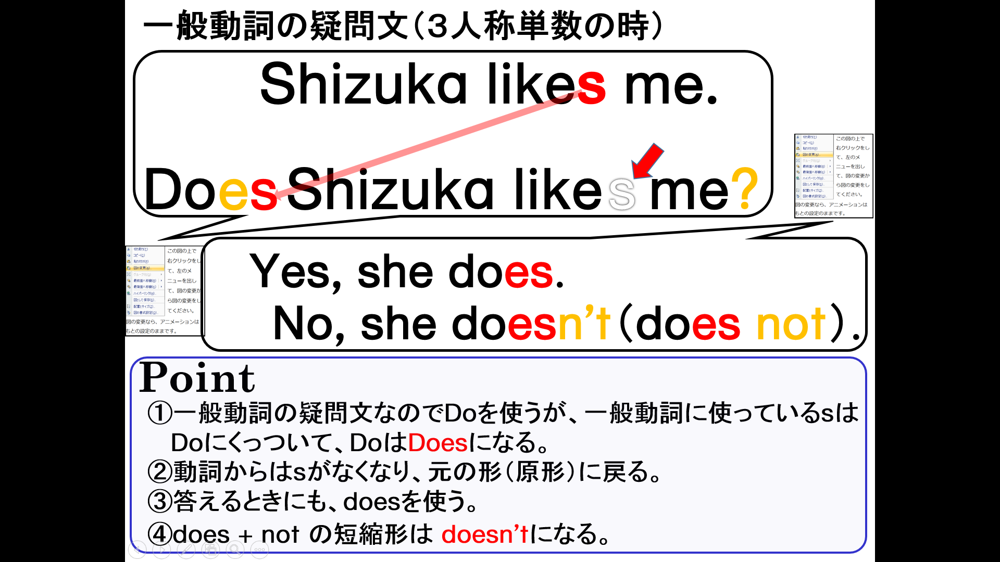 一般動詞の疑問文（３人称単数の時）
Shizuka likes me.
Does Shizuka likes me?
切り取り(T)
コピー(C)
貼り付け(P)
図の変更(A)...
グループ化(G)
最前面へ移動(R)
最背面へ移動(K)
ハイパーリンク(H)...
図として保存(S)...
配置とサイズ(Z)...
図の書式設定(O)...
この図の上で
右クリックをし
て、左のメ
ニューを出し
て、図の変更か
ら図の変更をし
てください。
図の変更なら、アニメーションは
もとの設定のままです。
切り取り(T)
コピー(C)
貼り付け(P)
図の変更(A)...
グループ化(G)
最前面へ移動(R)
最背面へ移動(K)
ハイパーリンク(H)...
図として保存(S)...
配置とサイズ(Z)...
図の書式設定(O)...
この図の上で
右クリックをし
て、左のメ
ニューを出し
て、図の変更か
ら図の変更をし
てください。
図の変更なら、アニメーションは
もとの設定のままです。
Yes, she does.
No, she doesn’t（does not）.
Point
①一般動詞の疑問文なのでDoを使うが、一般動詞に使っているsは
Doにくっついて、DoはDoesになる。
②動詞からはsがなくなり、元の形（原形）に戻る。
③答えるときにも、doesを使う。
④does + not の短縮形は doesn’tになる。